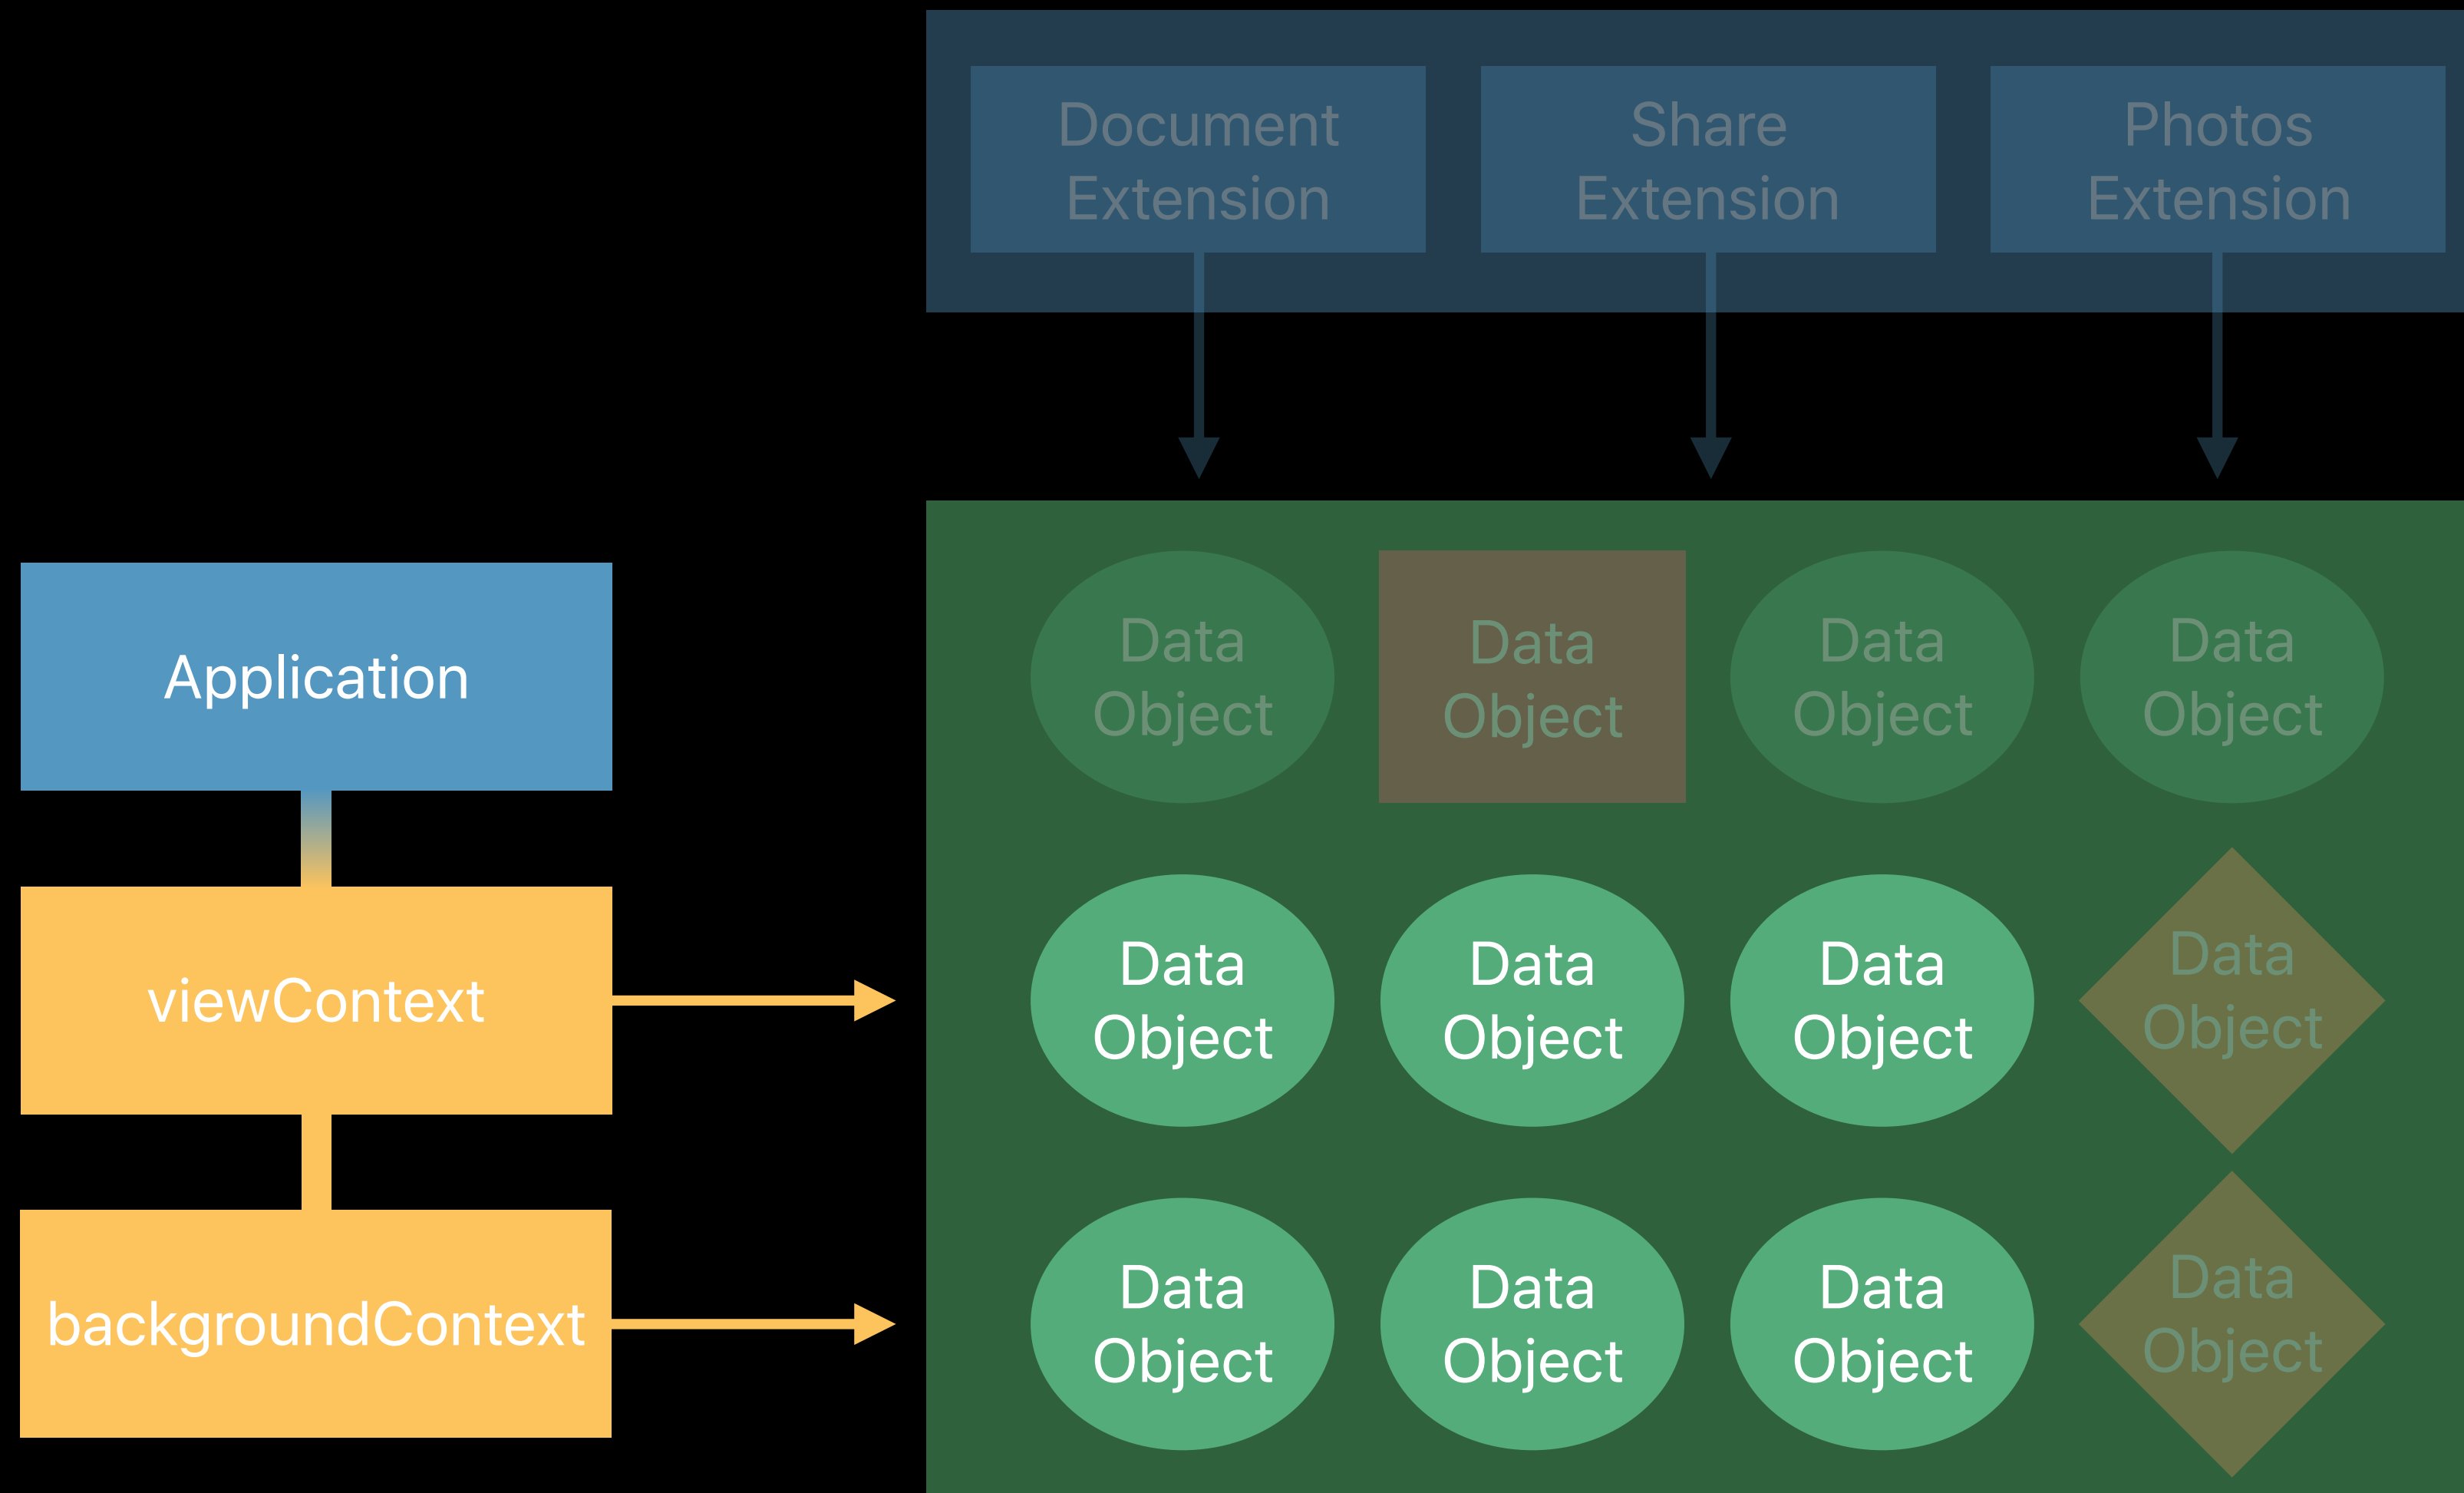 Document
Extension
Share
Extension
Photos
Extension
Application
viewContext
backgroundContext
Data
Object
Data
Object
Data
Object
Data
Object
Data
Object
Data
Object
Data
Object
Data
Object
Data
Object
Data
Object
Data
Object
Data
Object